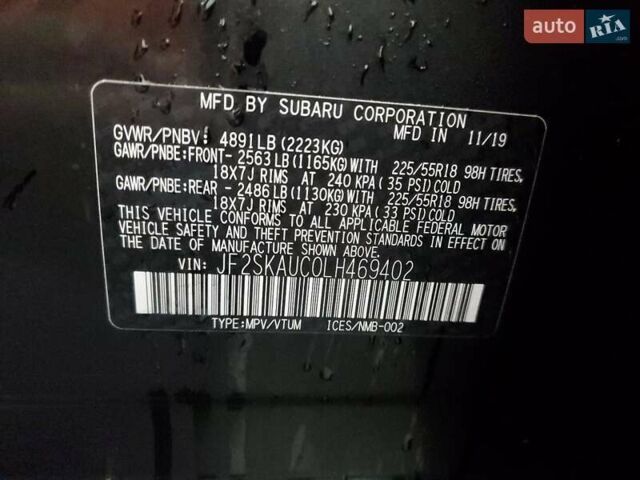 auto RIA.com
MFD BY SUBARU CORPORATION
GVWR/PNBV: 4891LB (2223KG) MFD IN 11/19
GAWR/PNBE:FRONT- 2563LB (1165KG)WITH 225/55R18 98H TIRES,
18X7J RIMS AT 240 KPA (35 PSI)COLD
GAWR/PNBE:REAR - 2486LB (1130KG)WITH 225/55R18 98H TIRES,
18X7J RIMS AT 230 KPA (33 PSI)COLD
THIS VEHICLE CONFORMS TO ALL APPLICABLE FEDERAL MOTOR
VEHICLE SAFETY AND THEFT PREVENTION STANDARDS IN EFFECT ON
THE DATE OF MANUFACTURE SHOWN ABOVE.
VIN: JF2SKAUC0LH469402
TYPE:MPV/VTUM ICES/NMB-002